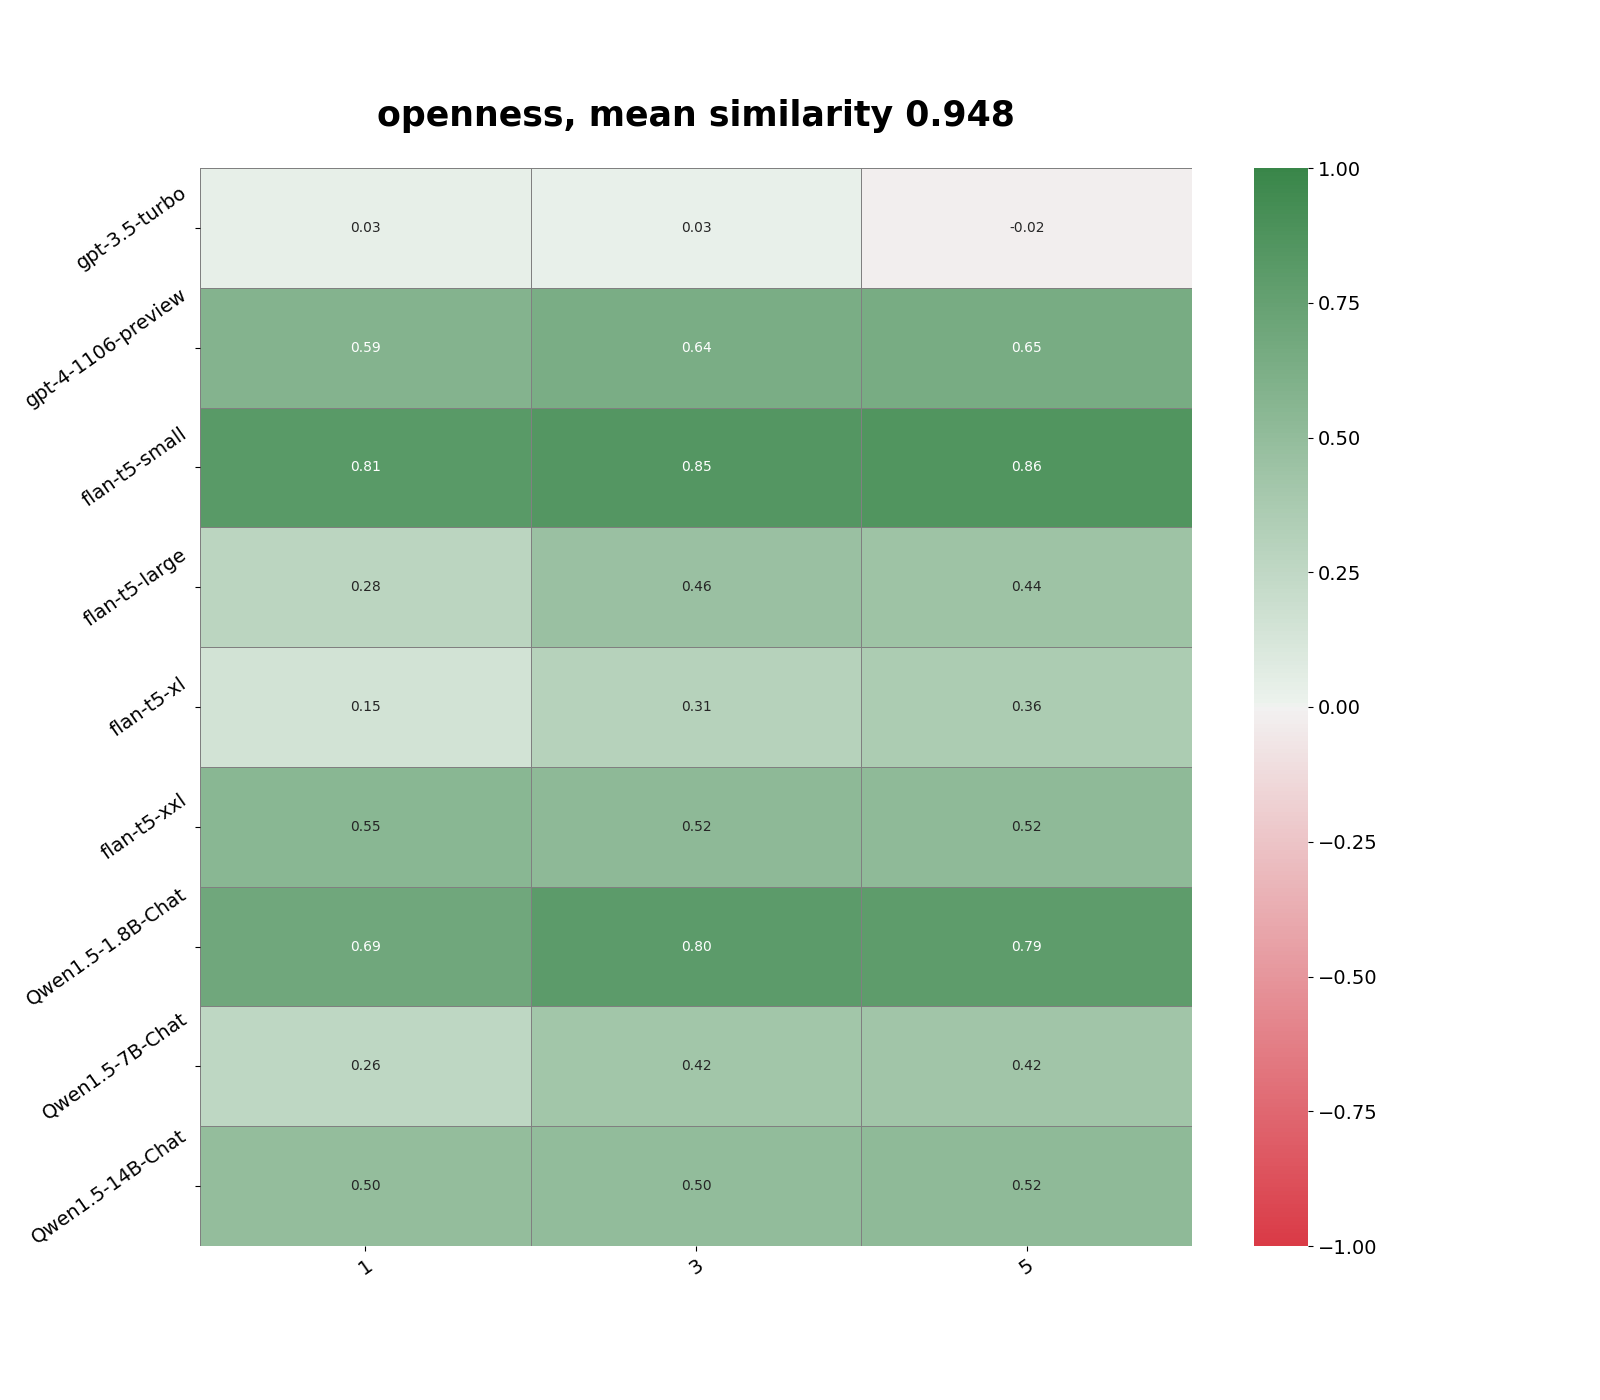 openness, mean similarity 0.948
gpt-3.5-turbo 0.03 0.03 -0.02
gpt-4-1106-preview 0.59 0.64 0.65
flan-t5-small 0.81 0.85 0.86
flan-t5-large 0.28 0.46 0.44
flan-t5-xl 0.15 0.31 0.36
flan-t5-xxl 0.55 0.52 0.52
Qwen1.5-1.8B-Chat 0.69 0.80 0.79
Qwen1.5-7B-Chat 0.26 0.42 0.42
Qwen1.5-14B-Chat 0.50 0.50 0.52
1 3 5
1.00
0.75
0.50
0.25
0.00
−0.25
−0.50
−0.75
−1.00